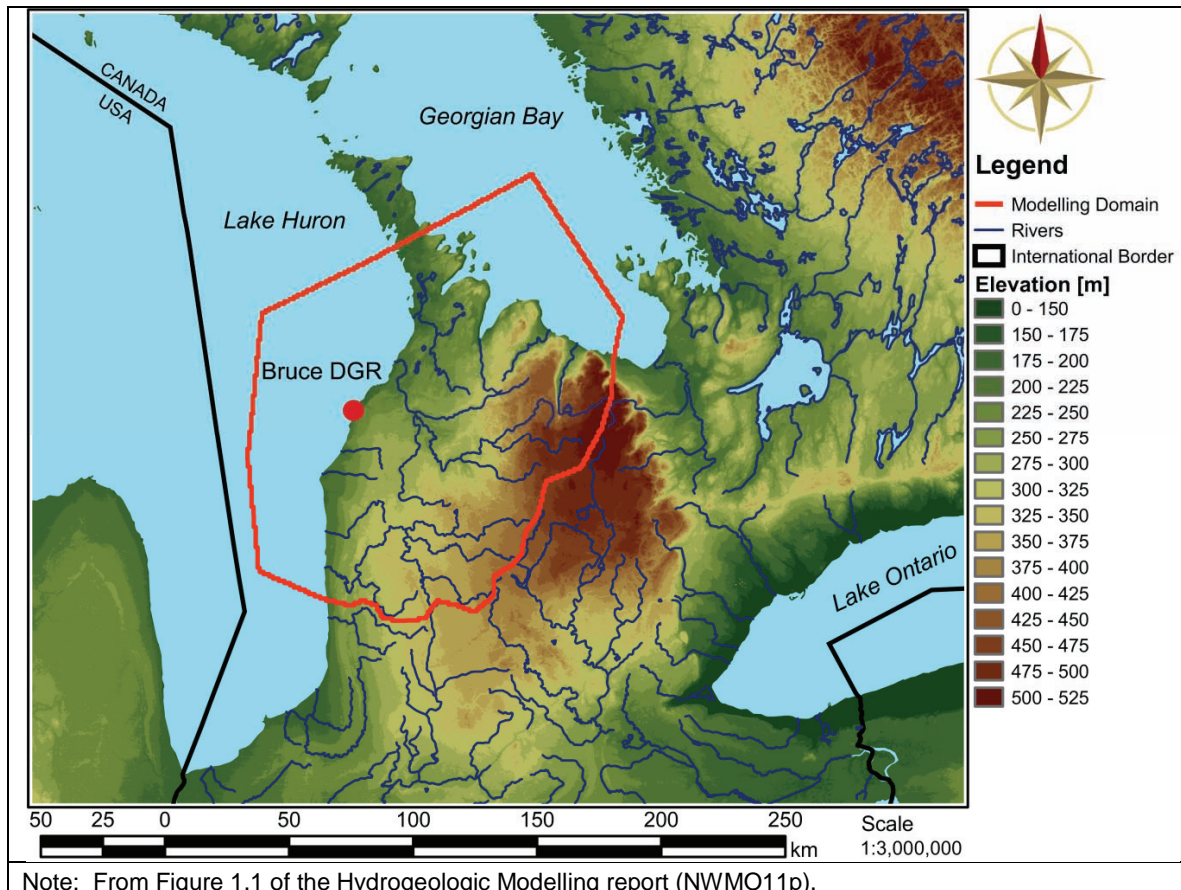 CANADA
USA
Georgian Bay
Lake Huron
Bruce DGR
Lake Ontario
Legend
Modelling Domain
Rivers
International Border
Elevation [m]
0 - 150
150 - 175
175 - 200
200 - 225
225 - 250
250 - 275
275 - 300
300 - 325
325 - 350
350 - 375
375 - 400
400 - 425
425 - 450
450 - 475
475 - 500
500 - 525
50 25 0 50 100 150 200 250
km
Scale
1:3,000,000
Note: From Figure 1.1 of the Hydrogeologic Modelling report (NWMO11p).